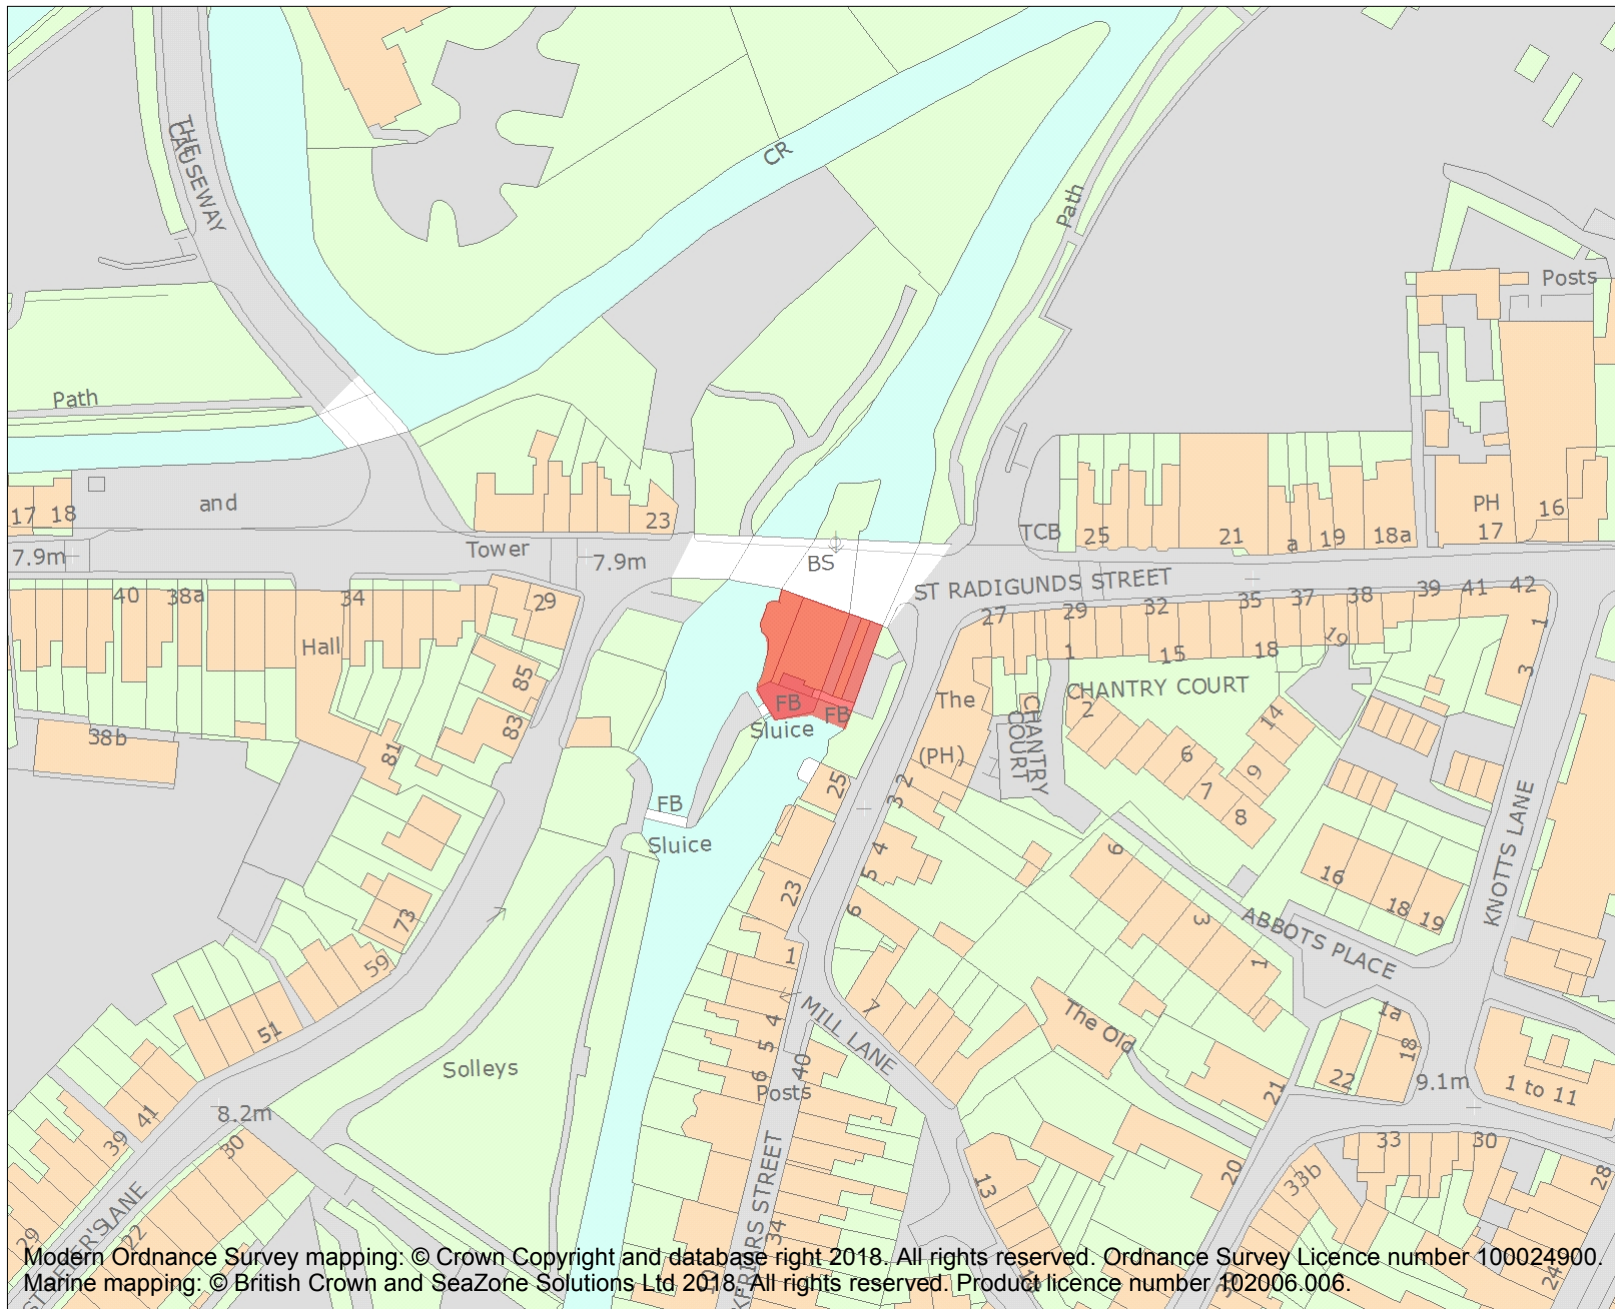 THE
CAUSEWAY
CR
Path
Posts
Path
17 18
and
23
TCB
25
21
a
19
18a
PH
17
16
7.9m
Tower
7.9m
BS
ST RADIGUNDS STREET
40
38a
34
29
Hall
27
29
32
35
37
38
39
41
42
1
1
15
18
19
3
85
83
81
38b
FB
FB
Sluice
The
(PH)
CHANTRY
COURT
CHANTRY COURT
2
14
6
7
9
8
25
2
3
FB
Sluice
4
5
6
6
3
1
16
18
19
KNOTTS LANE
ABBOTS PLACE
23
73
59
51
1
4
5
6
MILL LANE
7
The Old
1a
18
22
21
9.1m
1 to 11
Solleys
40
Posts
8.2m
41
39
30
13
20
33
30
33b
28
29
22
34
24
Modern Ordnance Survey mapping: © Crown Copyright and database right 2018. All rights reserved. Ordnance Survey Licence number 100024900.
Marine mapping: © British Crown and SeaZone Solutions Ltd 2018. All rights reserved. Product licence number 102006.006.